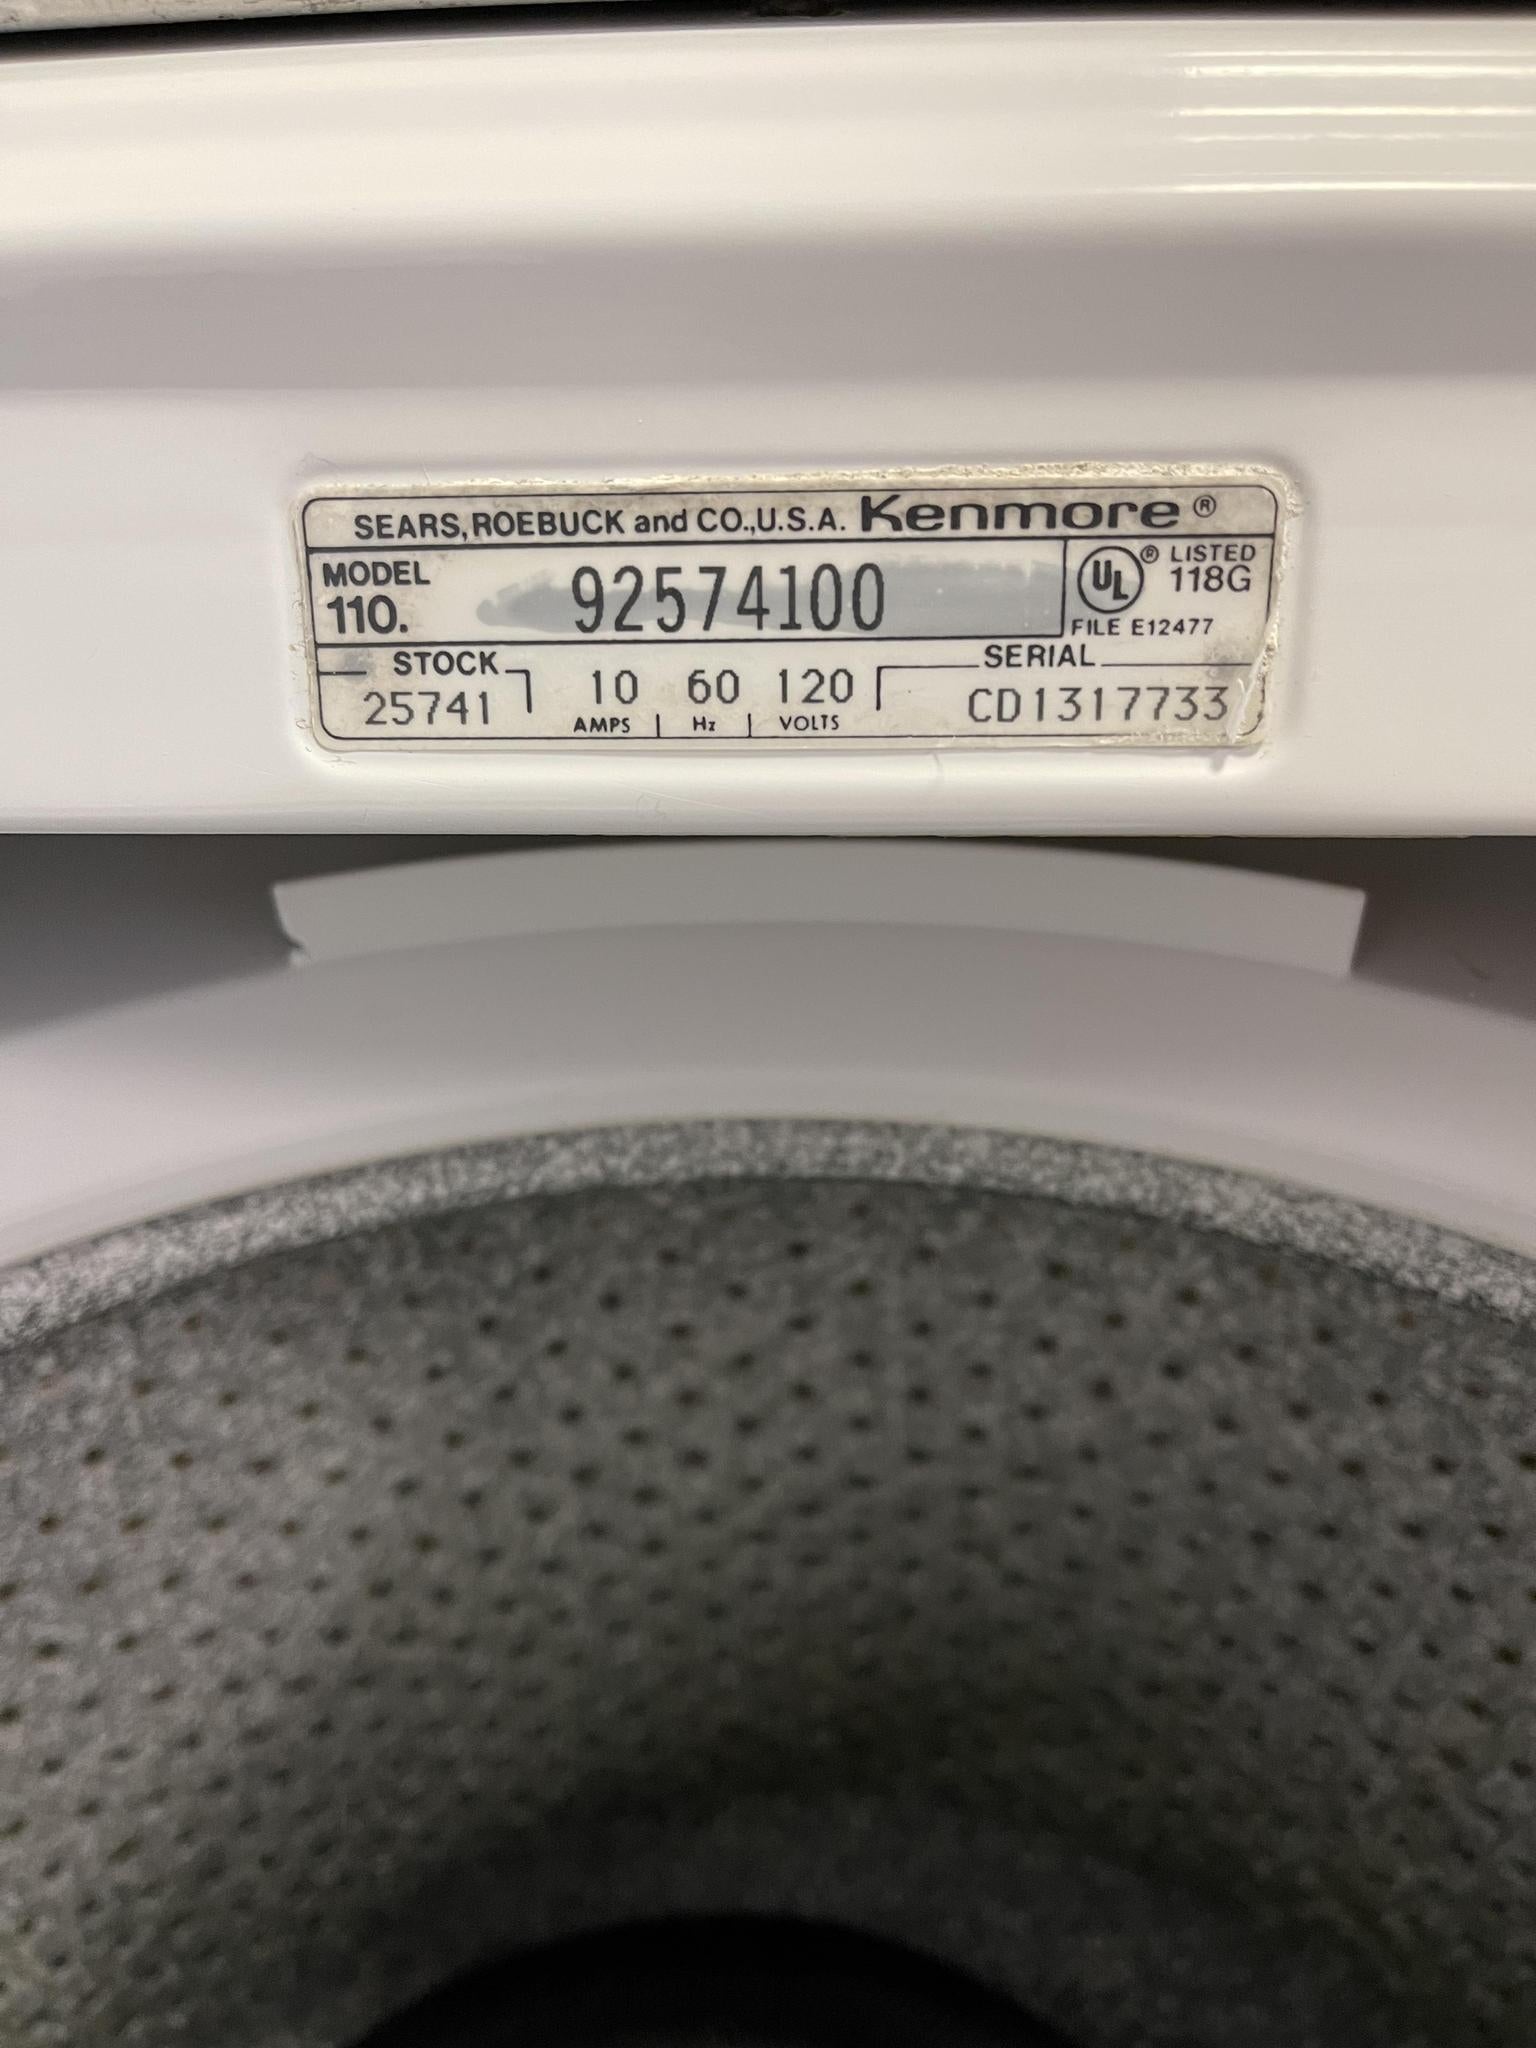 SEARS, ROEBUCK and CO., U.S.A. Kenmore ®
MODEL
110. 92574100
UL ® LISTED
118G
FILE E12477
STOCK
25741
10 60 120
AMPS Hz VOLTS
SERIAL
CD1317733